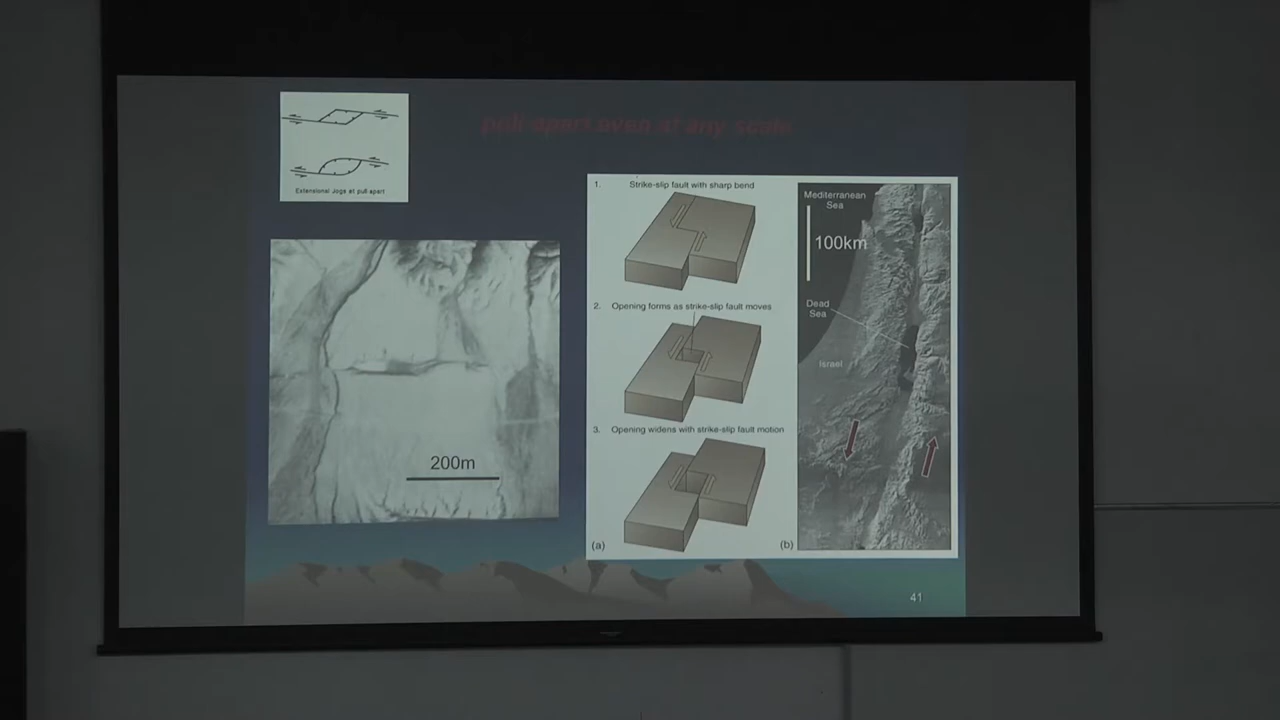 pull apart even at any scale
Extensional Jogs et pull apart
200m
1. Strike-slip fault with sharp bend
2. Opening forms as strike-slip fault moves
3. Opening widens with strike-slip fault motion
(a)
Mediterranean
Sea
100km
Dead
Sea
Israel
(b)
41